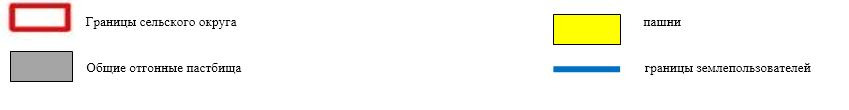 Границы сельского округа
пашни
Общие отгонные пастбища
границы землепользователей